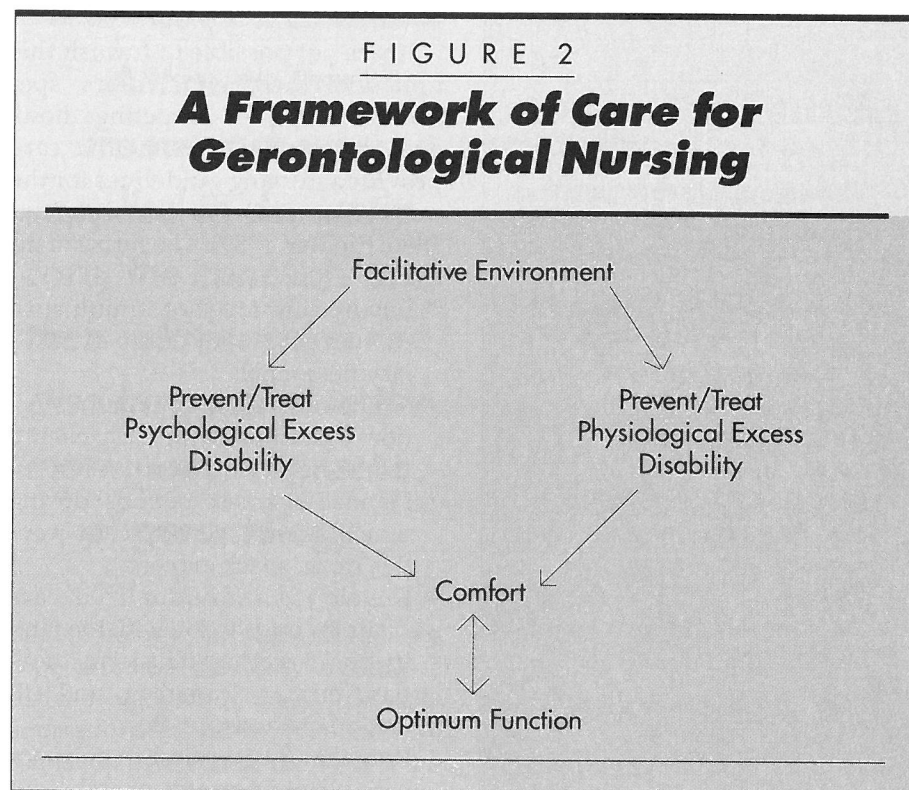 FIGURE 2
A Framework of Care for
Gerontological Nursing
Facilitative Environment
Prevent/Treat
Psychological Excess
Disability
Prevent/Treat
Physiological Excess
Disability
Comfort
Optimum Function